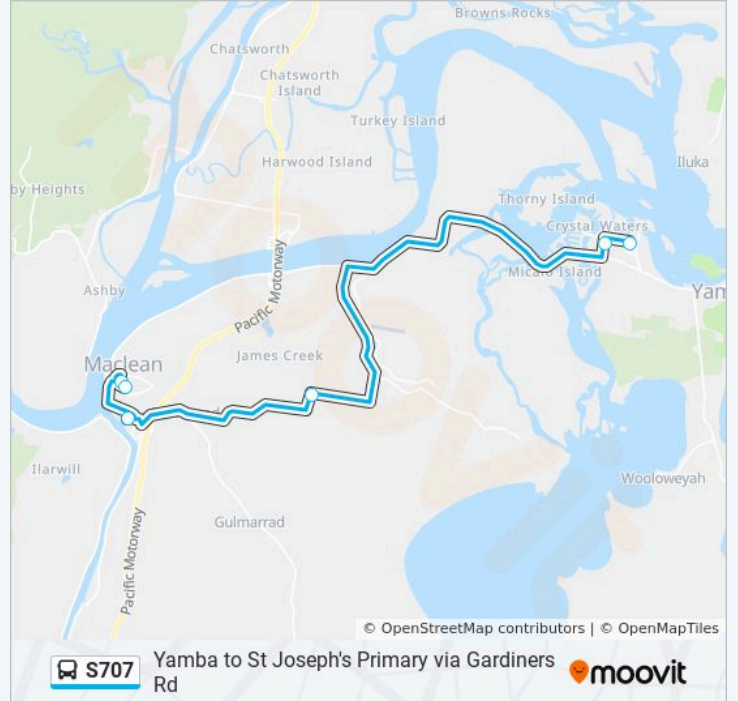 Browns Rocks
Chatsworth
Chatsworth
Island
Turkey Island
Harwood Island
Iluka
by Heights
Thorny Island
Crystal Waters
Micalo Island
Yam
Ashby
Pacific Motorway
James Creek
Maclean
Ilarwill
Wooloweyah
Gulmarrad
Pacific Motorway
© OpenStreetMap contributors | © OpenMapTiles
S707
Yamba to St Joseph's Primary via Gardiners
Rd
moovit